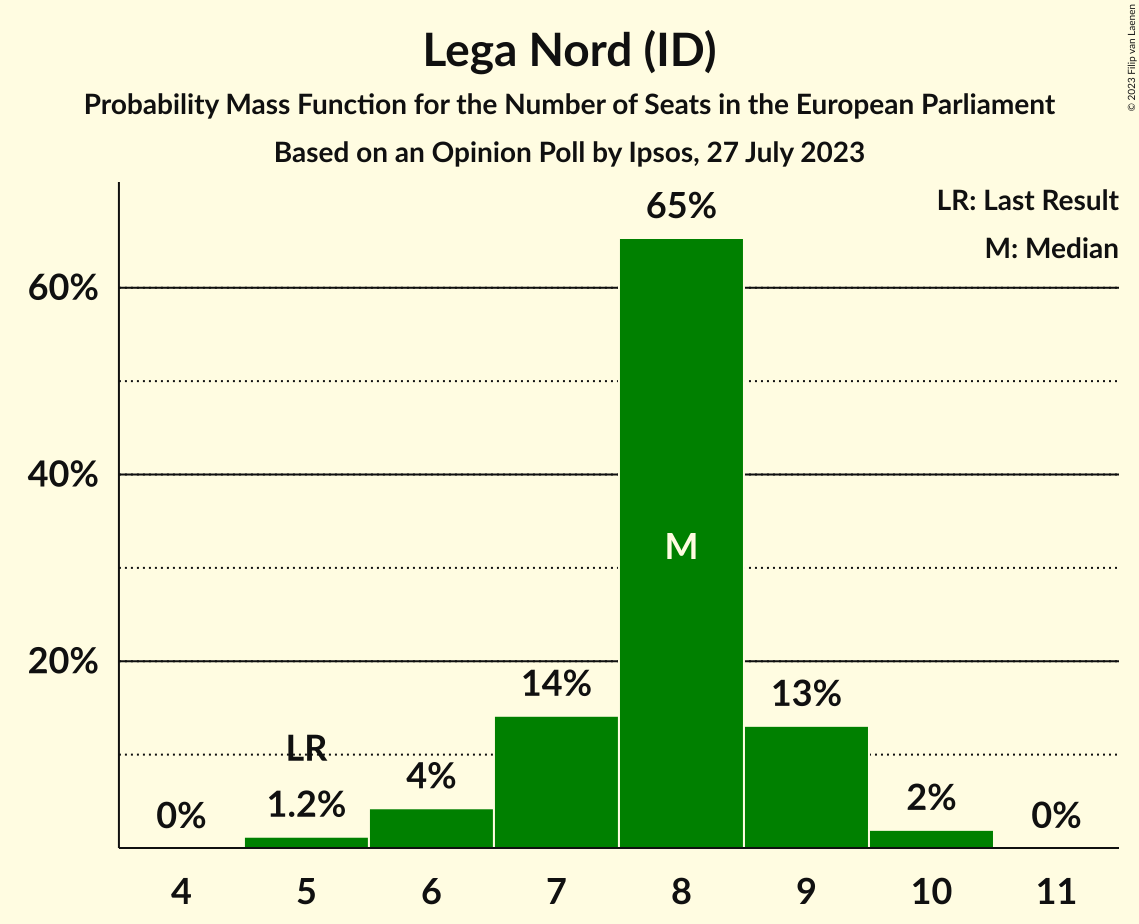 Lega Nord (ID)
Probability Mass Function for the Number of Seats in the European Parliament
Based on an Opinion Poll by Ipsos, 27 July 2023
© 2023 Filip van Laenen
LR: Last Result
M: Median
65%
60%
40%
M
20%
14%
13%
LR
4%
1.2%
2%
0%
0%
4 5 6 7 8 9 10 11